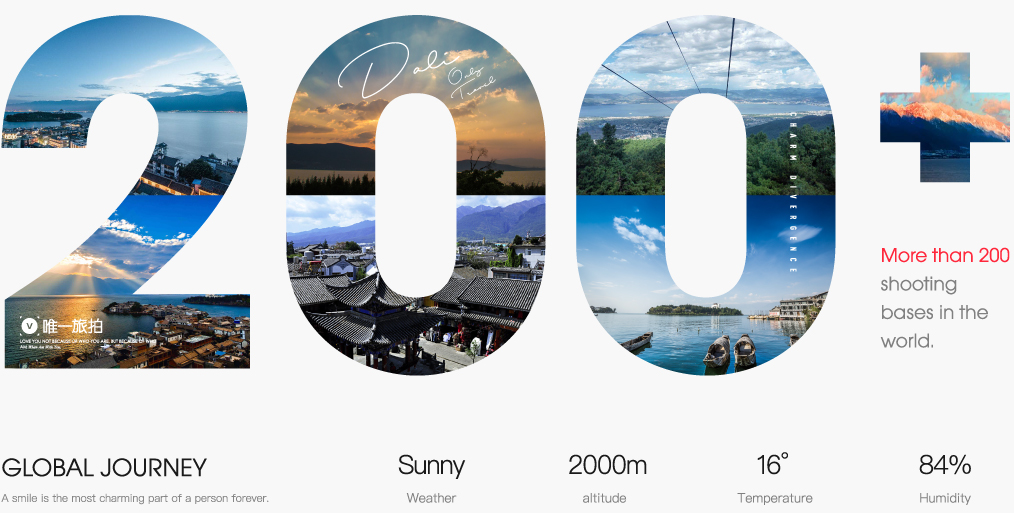 200+
Dali
Only
Travel
CHARM DIVERGENCE
唯一旅拍
LOVE YOU NOT BECAUSE OF WHO YOU ARE, BUT BECAUSE OF WHO
More than 200
shooting
bases in the
world.
GLOBAL JOURNEY
A smile is the most charming part of a person forever.
Sunny
Weather
2000m
altitude
16°
Temperature
84%
Humidity